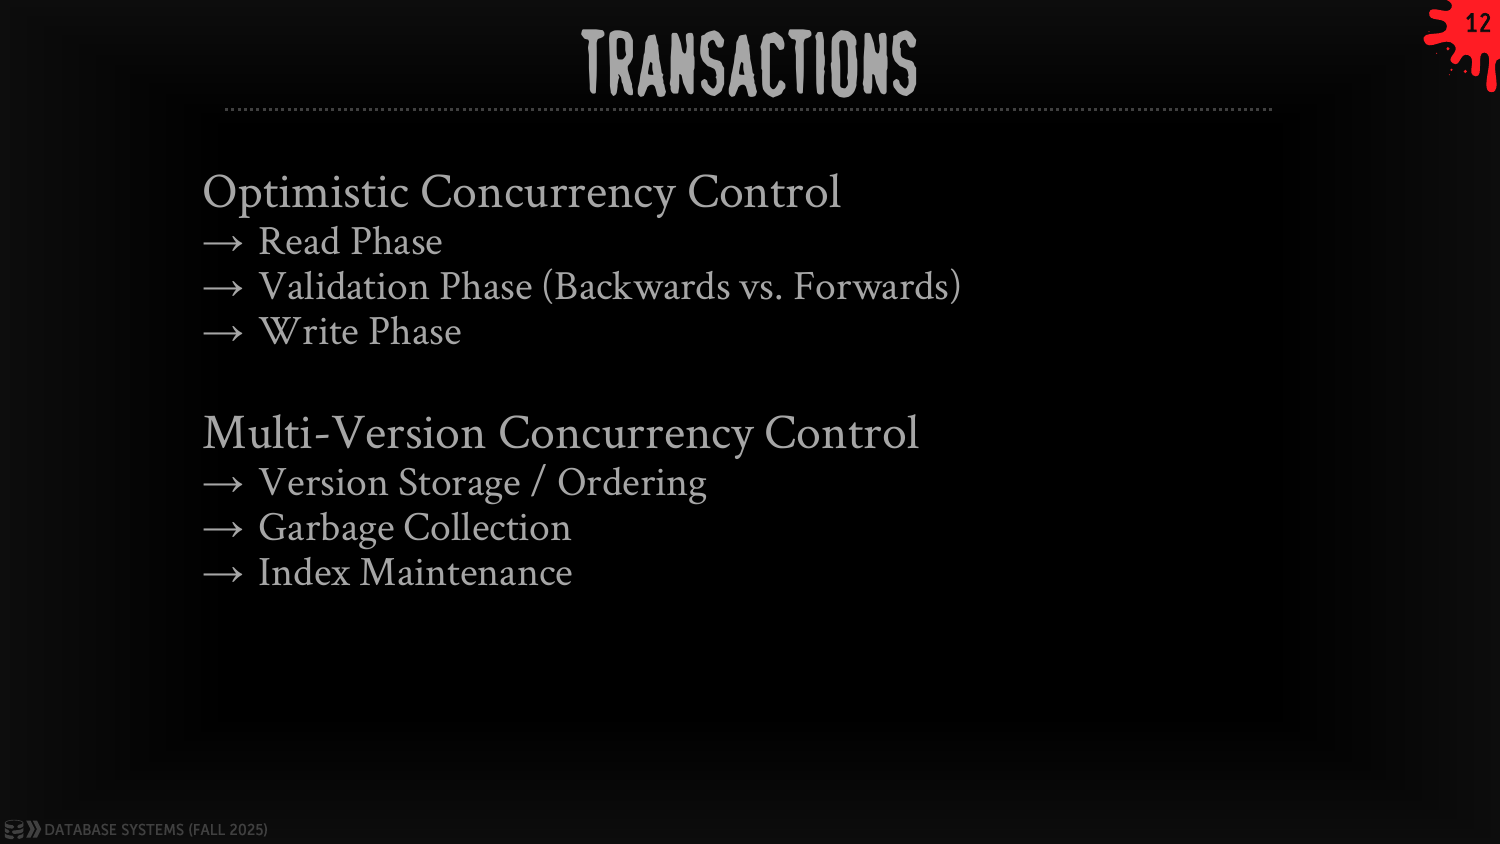 12
TRANSACTIONS
Optimistic Concurrency Control
→ Read Phase
→ Validation Phase (Backwards vs. Forwards)
→ Write Phase
Multi-Version Concurrency Control
→ Version Storage / Ordering
→ Garbage Collection
→ Index Maintenance
DATABASE SYSTEMS (FALL 2025)